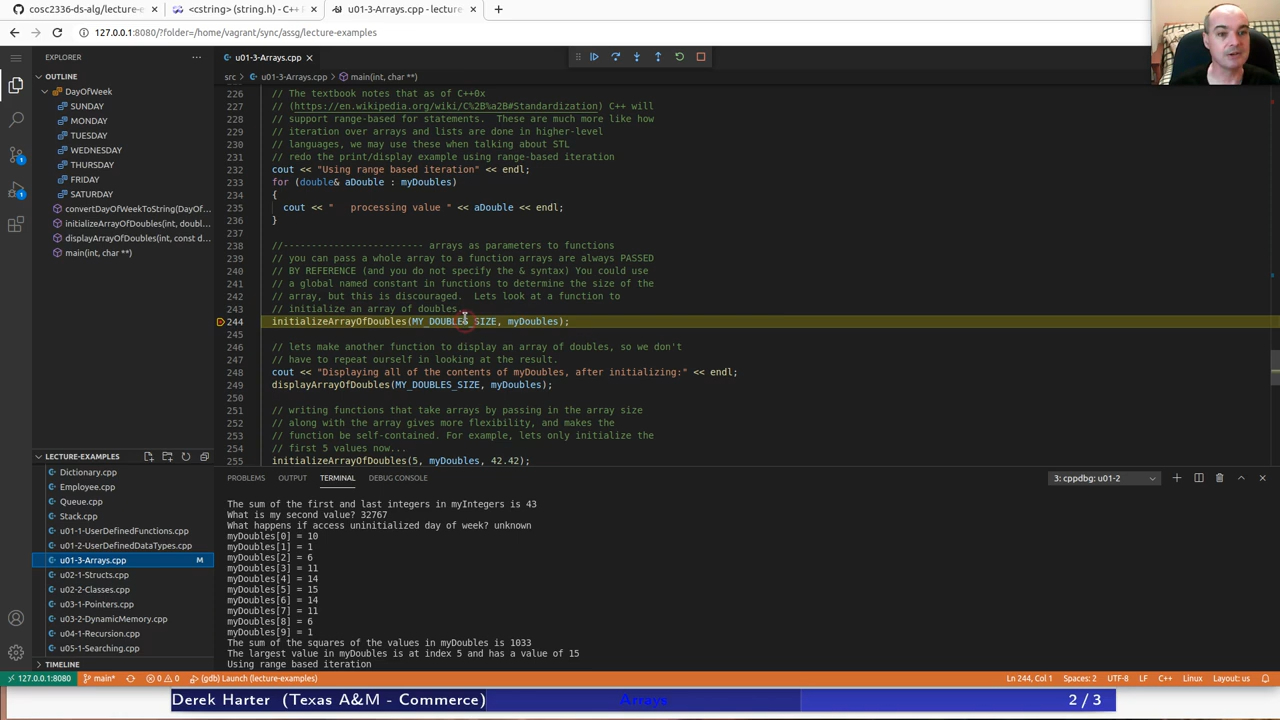 cosc2336-ds-alg/lecture-e
<cstring> (string.h) - C++ F
u01-3-Arrays.cpp - lecture-e
127.0.0.1:8080/?folder=/home/vagrant/sync/assg/lecture-examples
EXPLORER
u01-3-Arrays.cpp
OUTLINE
src > u01-3-Arrays.cpp > main(int, char **)
DayOfWeek
SUNDAY
MONDAY
TUESDAY
WEDNESDAY
THURSDAY
FRIDAY
SATURDAY
convertDayOfWeekToString(DayOf...
initializeArrayOfDoubles(int, doubl...
displayArrayOfDoubles(int, const d...
main(int, char **)
226 // The textbook notes that as of C++0x
227 // (https://en.wikipedia.org/wiki/C%2B%a2B#Standardization) C++ will
228 // support range-based for statements.  These are much more like how
229 // iteration over arrays and lists are done in higher-level
230 // languages, we may use these when talking about STL
231 // redo the print/display example using range-based iteration
232 cout << "Using range based iteration" << endl;
233 for (double& aDouble : myDoubles)
234 {
235   cout << "   processing value " << aDouble << endl;
236 }
237
238 //------------------------ arrays as parameters to functions
239 // you can pass a whole array to a function arrays are always PASSED
240 // BY REFERENCE (and you do not specify the & syntax) You could use
241 // a global named constant in functions to determine the size of the
242 // array, but this is discouraged.  Lets look at a function to
243 // initialize an array of doubles.
244 initializeArrayOfDoubles(MY_DOUBLES_SIZE, myDoubles);
245
246 // lets make another function to display an array of doubles, so we don't
247 // have to repeat ourself in looking at the result.
248 cout << "Displaying all of the contents of myDoubles, after initializing:" << endl;
249 displayArrayOfDoubles(MY_DOUBLES_SIZE, myDoubles);
250
251 // writing functions that take arrays by passing in the array size
252 // along with the array gives more flexibility, and makes the
253 // function be self-contained. For example, lets only initialize the
254 // first 5 values now...
255 initializeArrayOfDoubles(5, myDoubles, 42.42);
LECTURE-EXAMPLES
Dictionary.cpp
Employee.cpp
Queue.cpp
Stack.cpp
u01-1-UserDefinedFunctions.cpp
u01-2-UserDefinedDataTypes.cpp
u01-3-Arrays.cpp M
u02-1-Structs.cpp
u02-2-Classes.cpp
u03-1-Pointers.cpp
u03-2-DynamicMemory.cpp
u04-1-Recursion.cpp
u05-1-Searching.cpp
TIMELINE
PROBLEMS OUTPUT TERMINAL DEBUG CONSOLE 3: cppdbg: u01-2
The sum of the first and last integers in myIntegers is 43
What is my second value? 32767
What happens if access uninitialized day of week? unknown
myDoubles[0] = 10
myDoubles[1] = 1
myDoubles[2] = 6
myDoubles[3] = 11
myDoubles[4] = 14
myDoubles[5] = 15
myDoubles[6] = 14
myDoubles[7] = 11
myDoubles[8] = 6
myDoubles[9] = 1
The sum of the squares of the values in myDoubles is 1033
The largest value in myDoubles is at index 5 and has a value of 15
Using range based iteration
127.0.0.1:8080 main* 0 0 (gdb) Launch (lecture-examples) Ln 244, Col 1 Spaces: 2 UTF-8 LF C++ Linux Layout: us
Derek Harter (Texas A&M - Commerce) Arrays 2 / 3